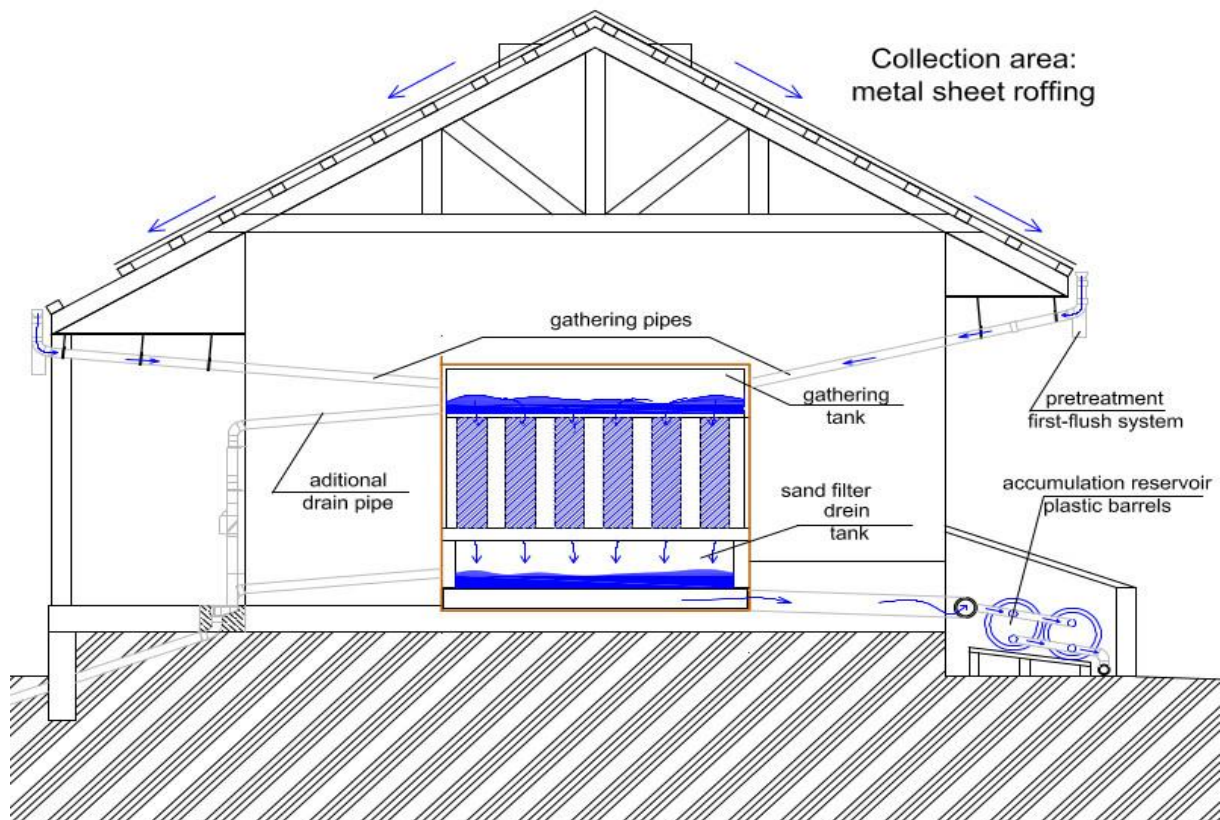 Collection area:
metal sheet roffing
gathering pipes
gathering
tank
pretreatment
first-flush system
aditional
drain pipe
sand filter
drein
tank
accumulation reservoir
plastic barrels